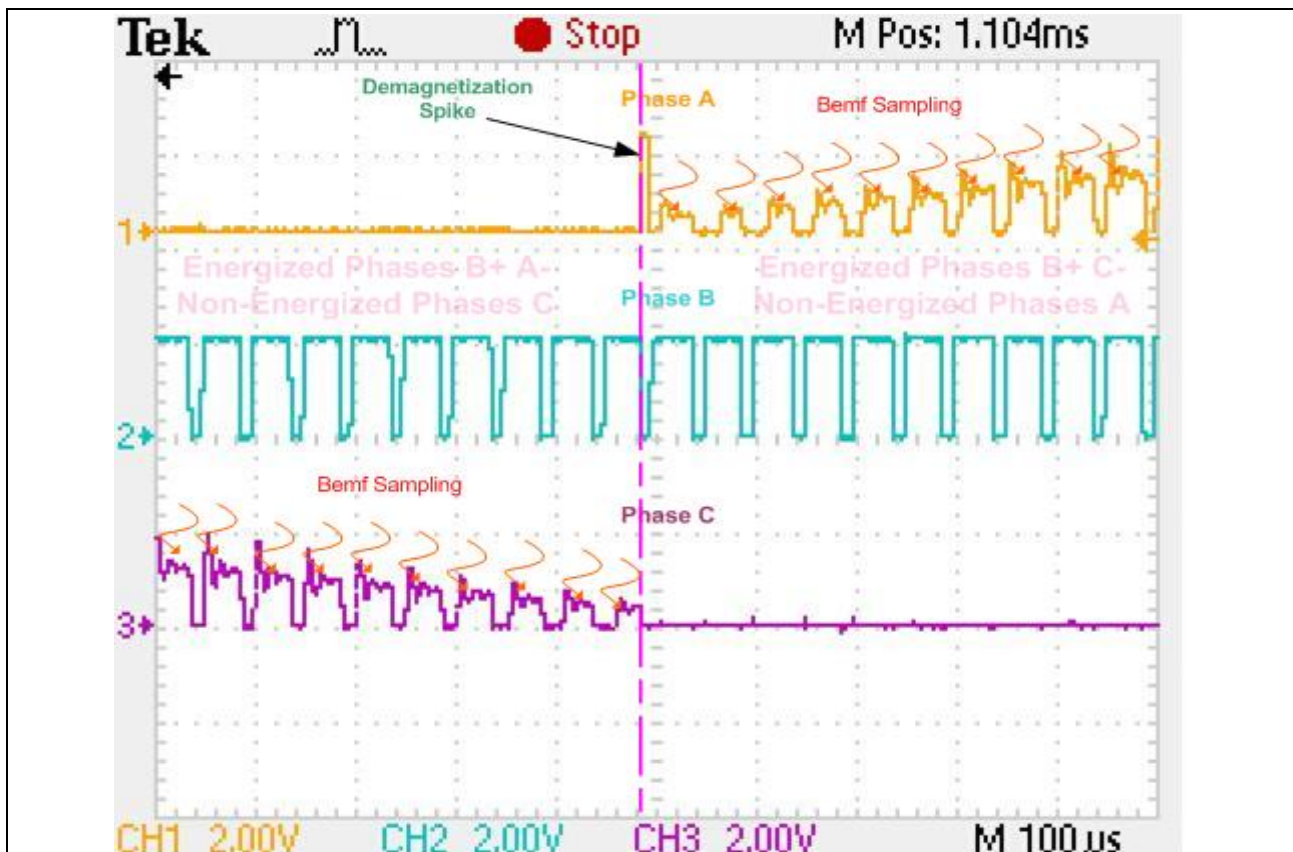 Tek Stop M Pos: 1.104ms
Demagnetization
Spike
Phase A
Bemf Sampling
1
Energized Phases B+ A-
Non-Energized Phases C
Energized Phases B+ C-
Non-Energized Phases A
Phase B
2
Bemf Sampling
Phase C
3
CH1 2.00V CH2 2.00V CH3 2.00V M 100 µs